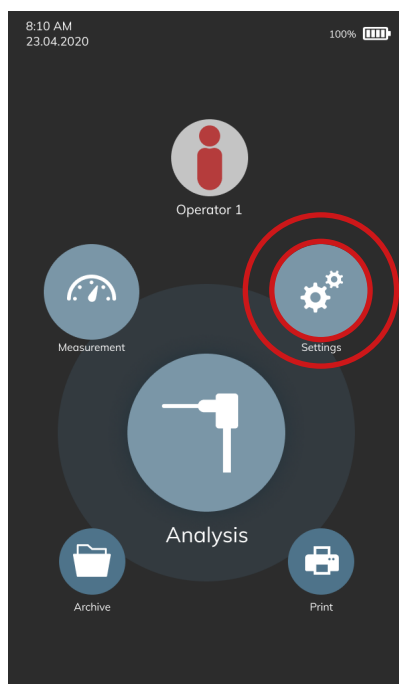 8:10 AM
23.04.2020
100%
Operator 1
Measurement
Settings
Analysis
Archive
Print